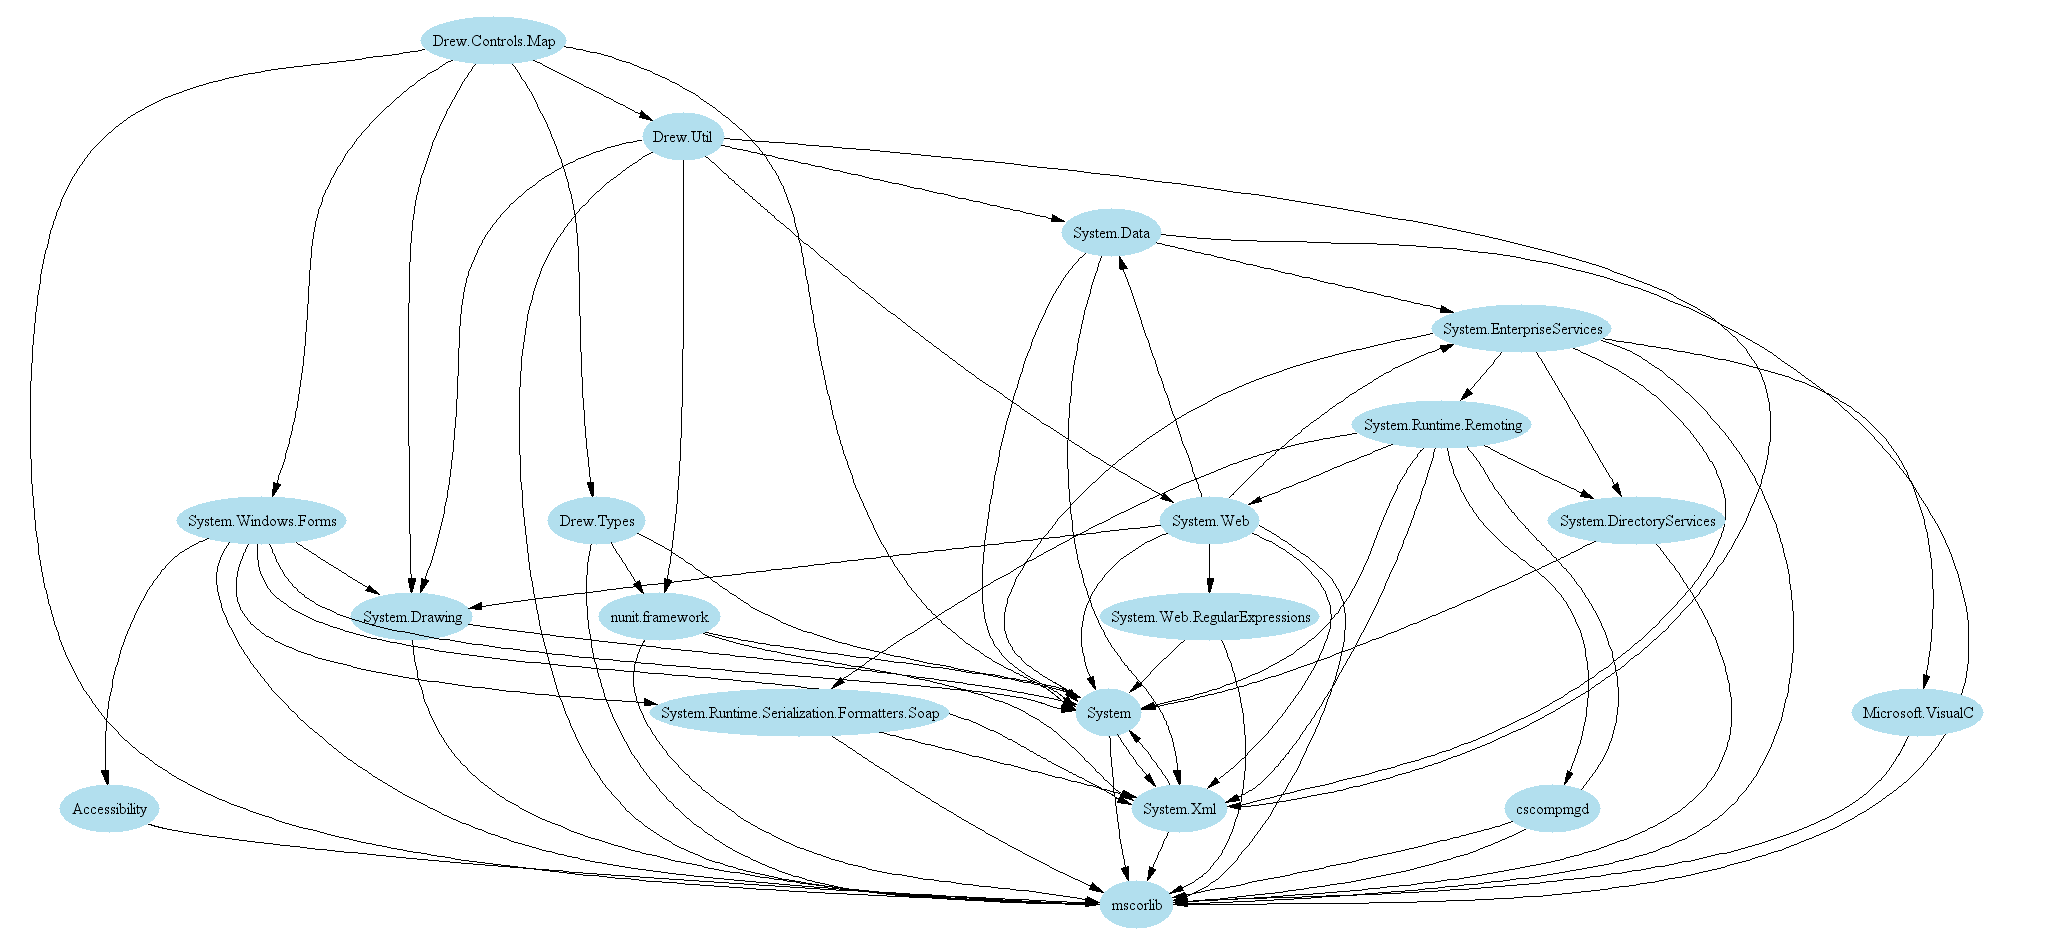 Drew.Controls.Map
Drew.Util
System.Data
System.EnterpriseServices
System.Runtime.Remoting
System.Windows.Forms
Drew.Types
System.Web
System.DirectoryServices
System.Drawing
nunit.framework
System.Web.RegularExpressions
System.Runtime.Serialization.Formatters.Soap
System
Microsoft.VisualC
Accessibility
System.Xml
cscompmgd
mscorlib